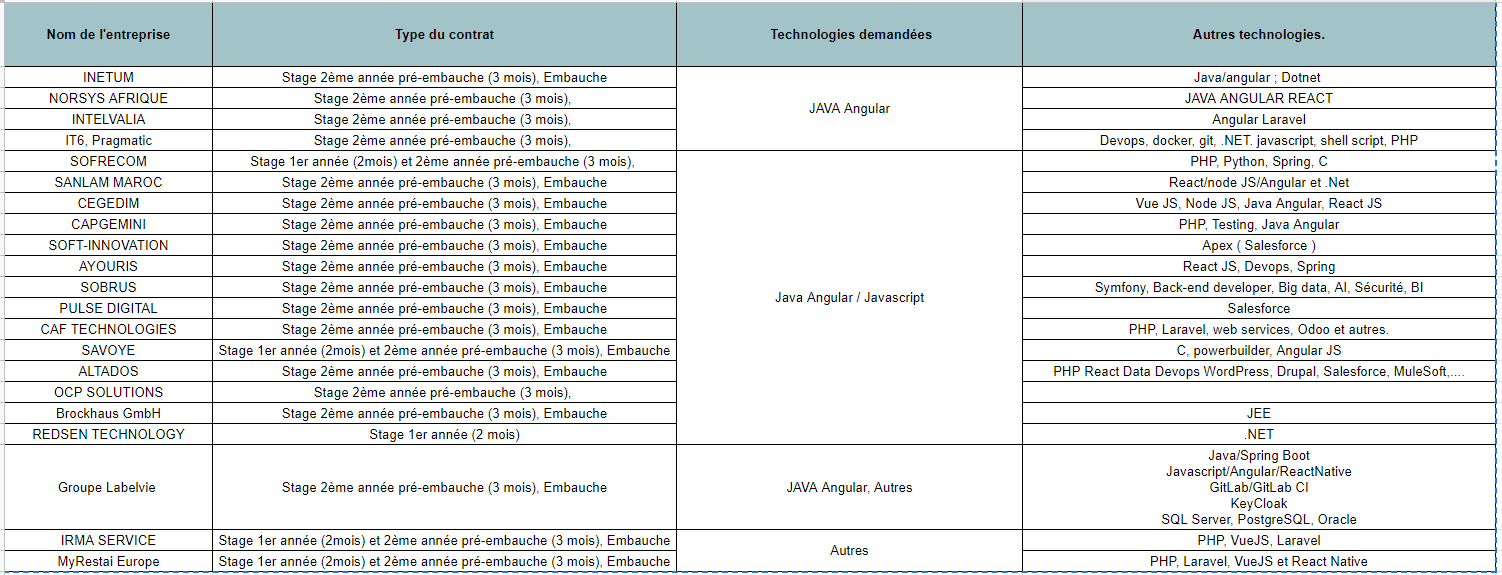 Nom de l'entreprise Type du contrat Technologies demandées Autres technologies.
INETUM Stage 2ème année pré-embauche (3 mois), Embauche Java/angular ; Dotnet
NORSYS AFRIQUE Stage 2ème année pré-embauche (3 mois), JAVA ANGULAR REACT
JAVA Angular
INTELVALIA Stage 2ème année pré-embauche (3 mois), Angular Laravel
IT6, Pragmatic Stage 2ème année pré-embauche (3 mois), Devops, docker, git, .NET. javascript, shell script, PHP
SOFRECOM Stage 1er année (2mois) et 2ème année pré-embauche (3 mois), PHP, Python, Spring, C
SANLAM MAROC Stage 2ème année pré-embauche (3 mois), Embauche React/node JS/Angular et .Net
CEGEDIM Stage 2ème année pré-embauche (3 mois), Embauche Vue JS, Node JS, Java Angular, React JS
CAPGEMINI Stage 2ème année pré-embauche (3 mois), Embauche PHP, Testing, Java Angular
SOFT-INNOVATION Stage 2ème année pré-embauche (3 mois), Embauche Apex ( Salesforce )
AYOURIS Stage 2ème année pré-embauche (3 mois), Embauche React JS, Devops, Spring
SOBRUS Stage 2ème année pré-embauche (3 mois), Embauche Symfony, Back-end developer, Big data, AI, Sécurité, BI
Java Angular / Javascript
PULSE DIGITAL Stage 2ème année pré-embauche (3 mois), Embauche Salesforce
CAF TECHNOLOGIES Stage 2ème année pré-embauche (3 mois), Embauche PHP, Laravel, web services, Odoo et autres.
SAVOYE Stage 1er année (2mois) et 2ème année pré-embauche (3 mois), Embauche C, powerbuilder, Angular JS
ALTADOS Stage 2ème année pré-embauche (3 mois), Embauche PHP React Data Devops WordPress, Drupal, Salesforce, MuleSoft,....
OCP SOLUTIONS Stage 2ème année pré-embauche (3 mois),
Brockhaus GmbH Stage 2ème année pré-embauche (3 mois), Embauche JEE
REDSEN TECHNOLOGY Stage 1er année (2 mois) .NET
Groupe Labelvie Stage 2ème année pré-embauche (3 mois), Embauche JAVA Angular, Autres
Java/Spring Boot
Javascript/Angular/ReactNative
GitLab/GitLab CI
KeyCloak
SQL Server, PostgreSQL, Oracle
IRMA SERVICE Stage 1er année (2mois) et 2ème année pré-embauche (3 mois), Embauche PHP, VueJS, Laravel
Autres
MyRestai Europe Stage 1er année (2mois) et 2ème année pré-embauche (3 mois), Embauche PHP, Laravel, VueJS et React Native